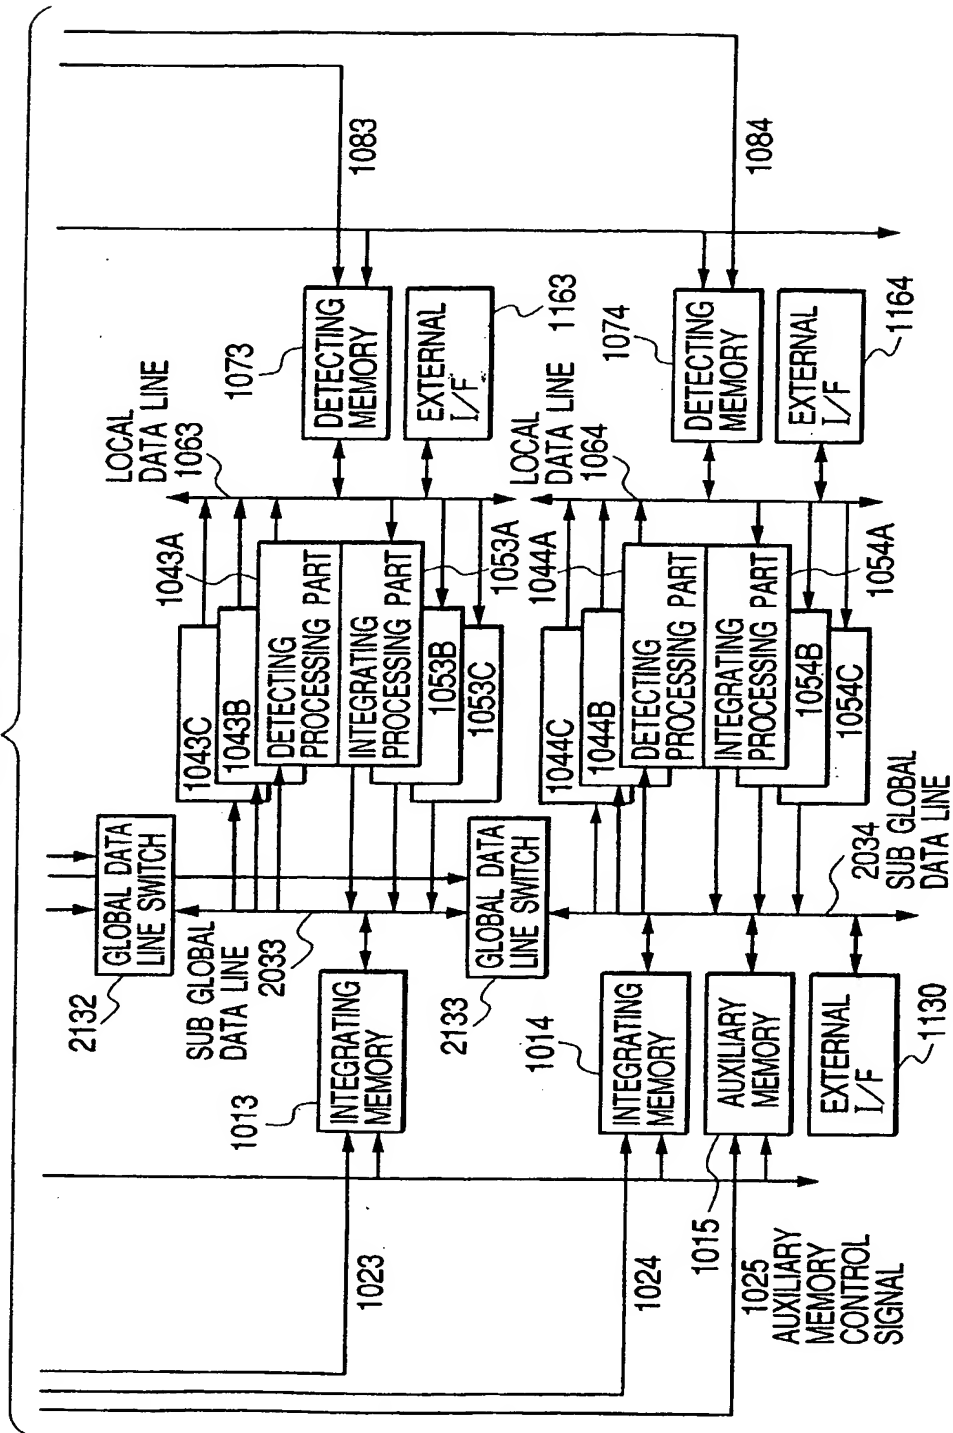 1083
1084
1073
DETECTING
MEMORY
EXTERNAL
I/F
1163
1074
DETECTING
MEMORY
EXTERNAL
I/F
1164
LOCAL
DATA LINE
1063
LOCAL
DATA LINE
1064
1043A
1053A
1044A
1054A
1043C
1043B
DETECTING
PROCESSING PART
INTEGRATING
PROCESSING PART
1053B
1053C
1044C
1044B
DETECTING
PROCESSING PART
INTEGRATING
PROCESSING PART
1054B
1054C
GLOBAL DATA
LINE SWITCH
2132
SUB GLOBAL
DATA LINE
2033
GLOBAL DATA
LINE SWITCH
2133
2034
SUB GLOBAL
DATA LINE
1013
INTEGRATING
MEMORY
1014
INTEGRATING
MEMORY
AUXILIARY
MEMORY
EXTERNAL
I/F
1130
1023
1024
1015
1025
AUXILIARY
MEMORY
CONTROL
SIGNAL